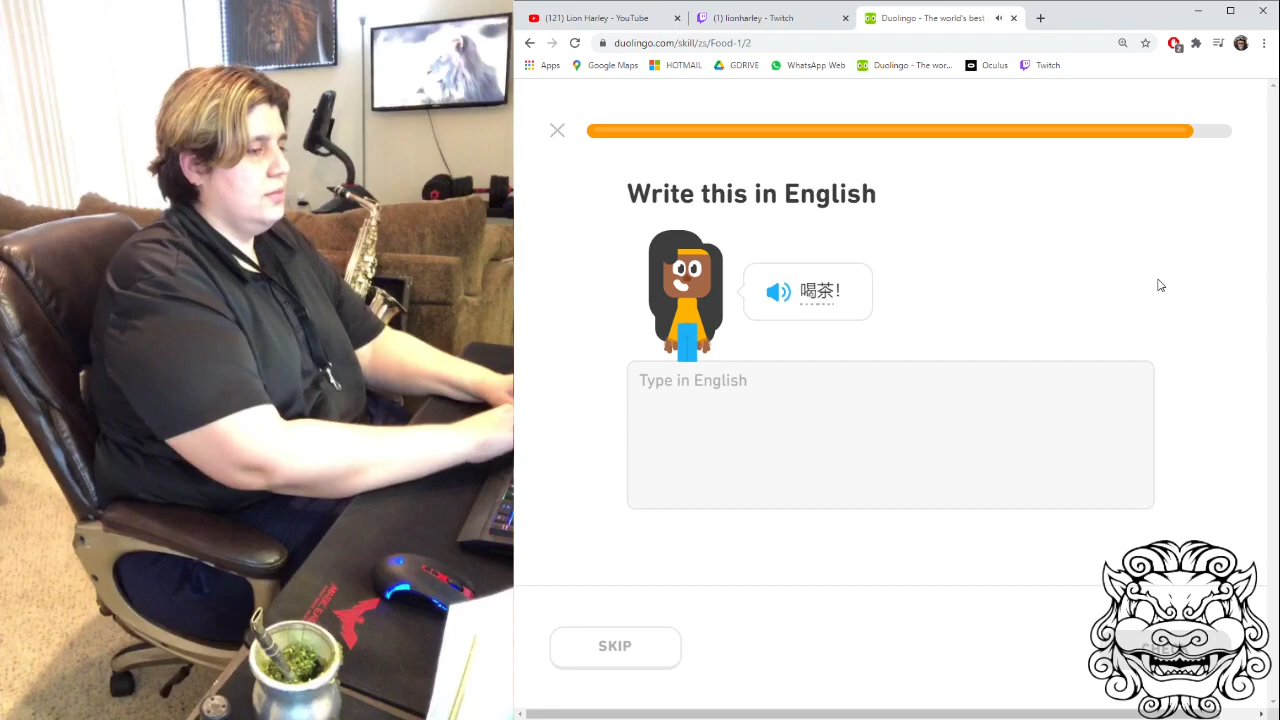 (121) Lion Harley - YouTube
(1) lionharley - Twitch
Duolingo - The world's best
duolingo.com/skill/zs/Food-1/2
Apps
Google Maps
HOTMAIL
GDRIVE
WhatsApp Web
Duolingo - The wor...
Oculus
Twitch
Write this in English
喝茶！
Type in English
SKIP